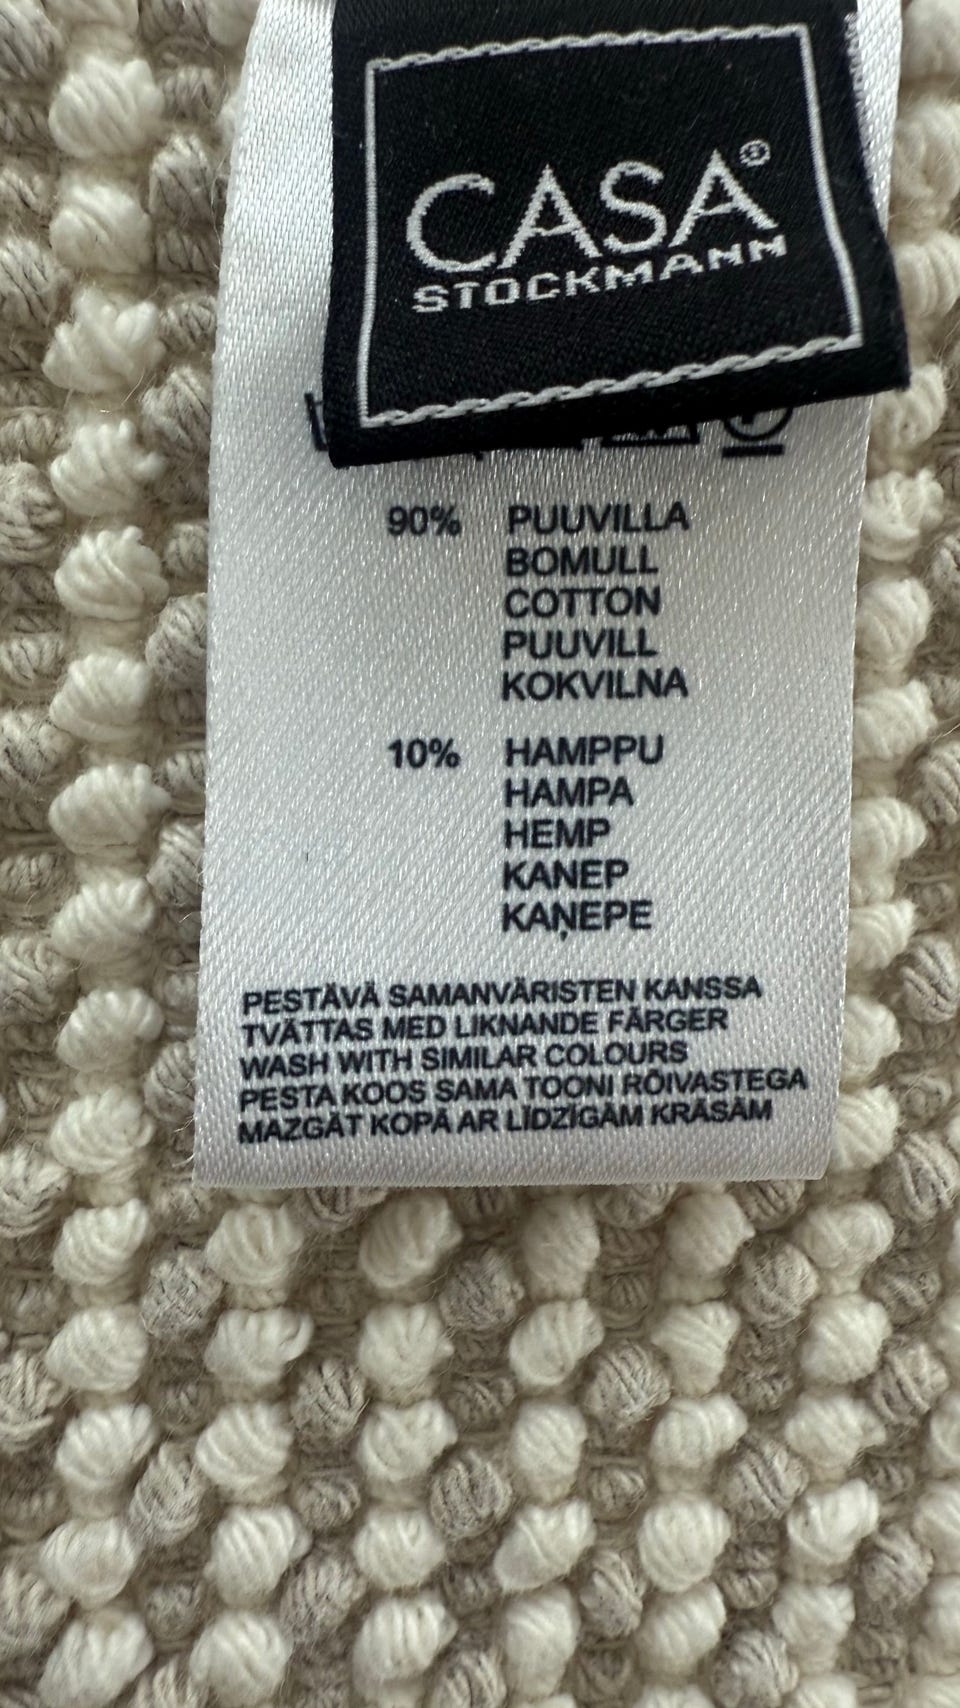 CASA®
STOCKMANN
90% PUUVILLA
BOMULL
COTTON
PUUVILL
KOKVILNA
10% HAMPPU
HAMPA
HEMP
KANEP
KAŅEPE
PESTÄVÄ SAMANVÄRISTEN KANSSA
TVÄTTAS MED LIKNANDE FÄRGER
WASH WITH SIMILAR COLOURS
PESTA KOOS SAMA TOONI RÕIVASTEGA
MAZGĀT KOPĀ AR LĪDZĪGĀM KRĀSĀM